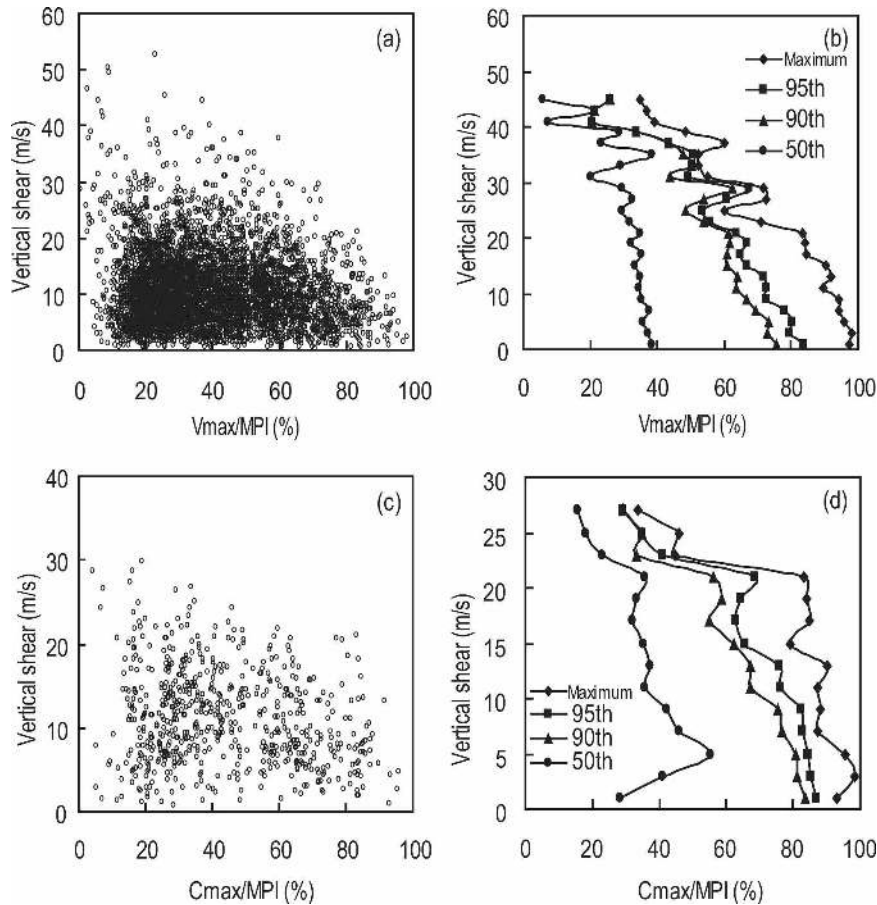 (a)
Vertical shear (m/s)
60
50
40
30
20
10
0
0 20 40 60 80 100
Vmax/MPI (%)
(b)
Maximum
95th
90th
50th
Vertical shear (m/s)
60
50
40
30
20
10
0
0 20 40 60 80 100
Vmax/MPI (%)
(c)
Vertical shear (m/s)
40
30
20
10
0
0 20 40 60 80 100
Cmax/MPI (%)
(d)
Maximum
95th
90th
50th
Vertical shear (m/s)
30
25
20
15
10
5
0
0 20 40 60 80 100
Cmax/MPI (%)